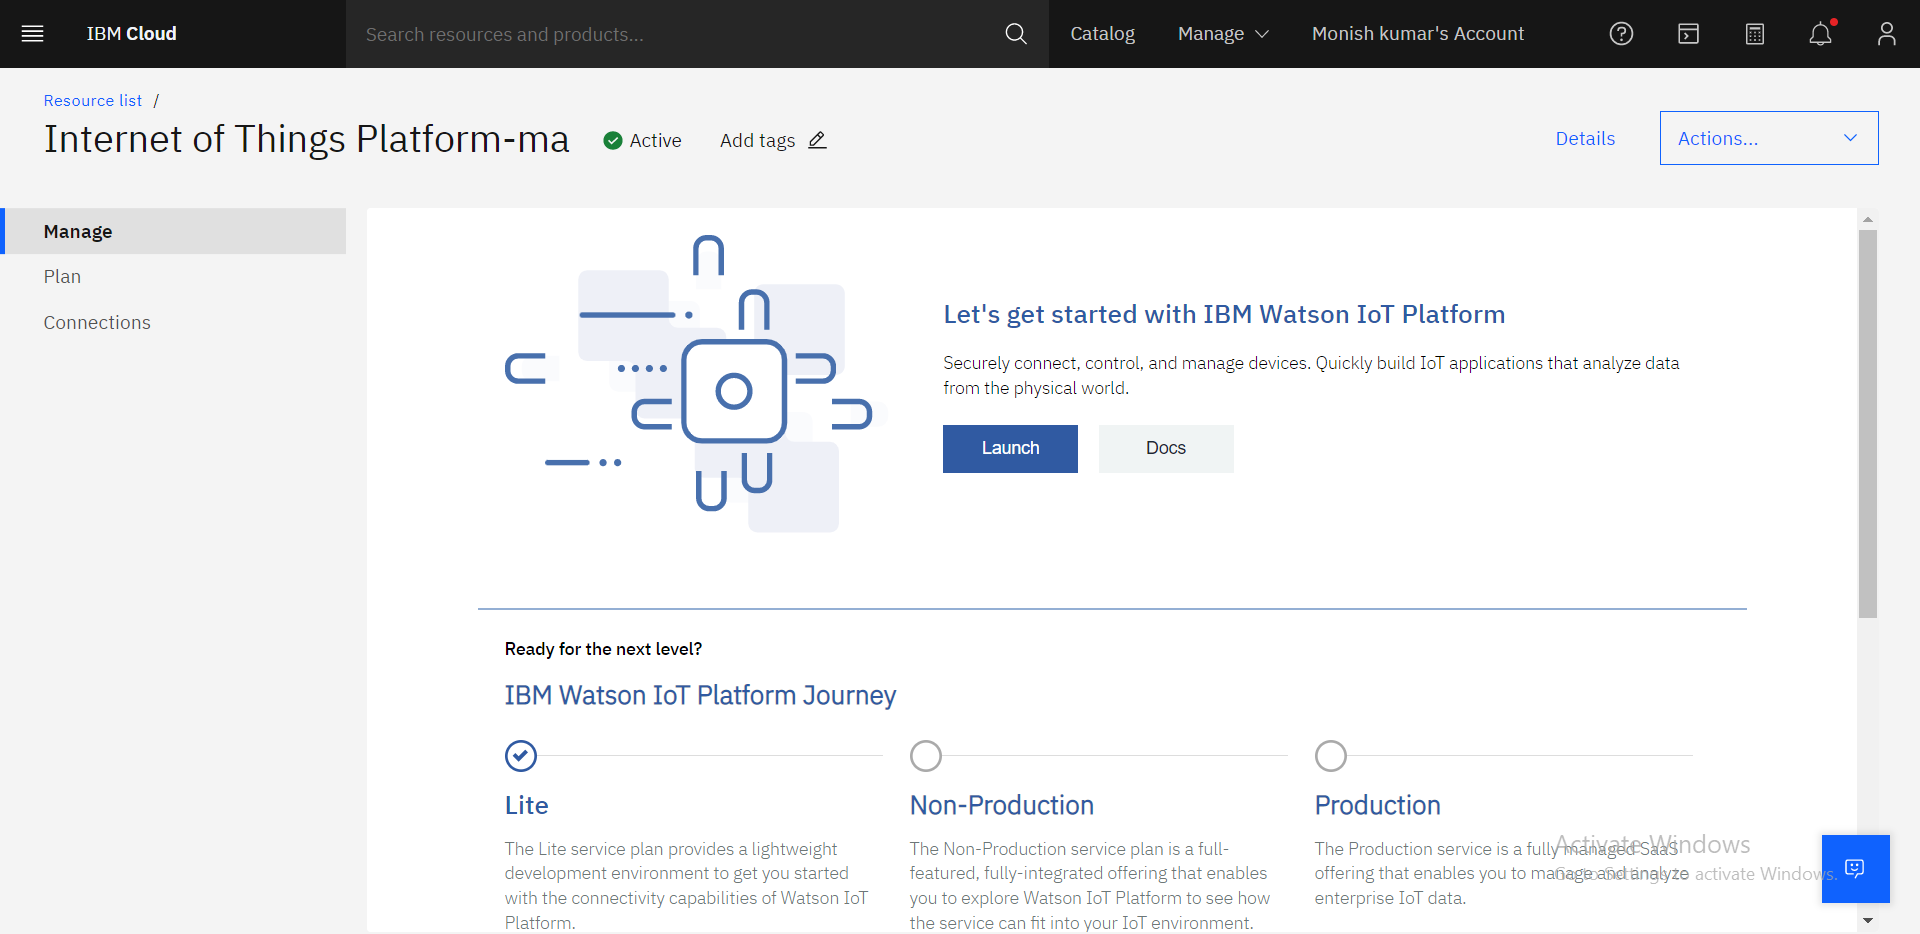 IBM Cloud
Search resources and products...
Catalog
Manage
Monish kumar's Account
Resource list /
Internet of Things Platform-ma
Active
Add tags
Details
Actions...
Manage
Plan
Connections
Let's get started with IBM Watson IoT Platform
Securely connect, control, and manage devices. Quickly build IoT applications that analyze data
from the physical world.
Launch
Docs
Ready for the next level?
IBM Watson IoT Platform Journey
Lite
The Lite service plan provides a lightweight
development environment to get you started
with the connectivity capabilities of Watson IoT
Platform.
Non-Production
The Non-Production service plan is a full-
featured, fully-integrated offering that enables
you to explore Watson IoT Platform to see how
the service can fit into your IoT environment.
Production
The Production service is a fully managed SaaS
offering that enables you to manage and analyze
enterprise IoT data.
Activate Windows
Go to Settings to activate Windows.